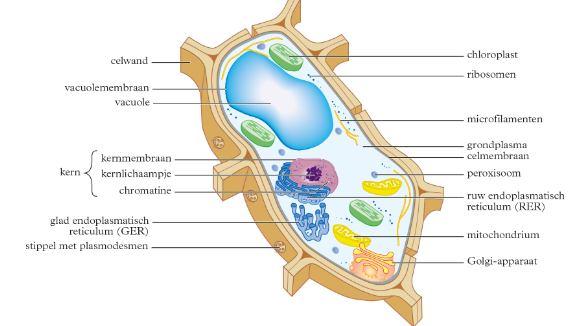 celwand
vacuolemembraan
vacuole
kern
kernmembraan
kernlichaampje
chromatine
glad endoplasmatisch
reticulum (GER)
stippel met plasmodesmen
chloroplast
ribosomen
microfilamenten
grondplasma
celmembraan
peroxisoom
ruw endoplasmatisch
reticulum (RER)
mitochondrium
Golgi-apparaat